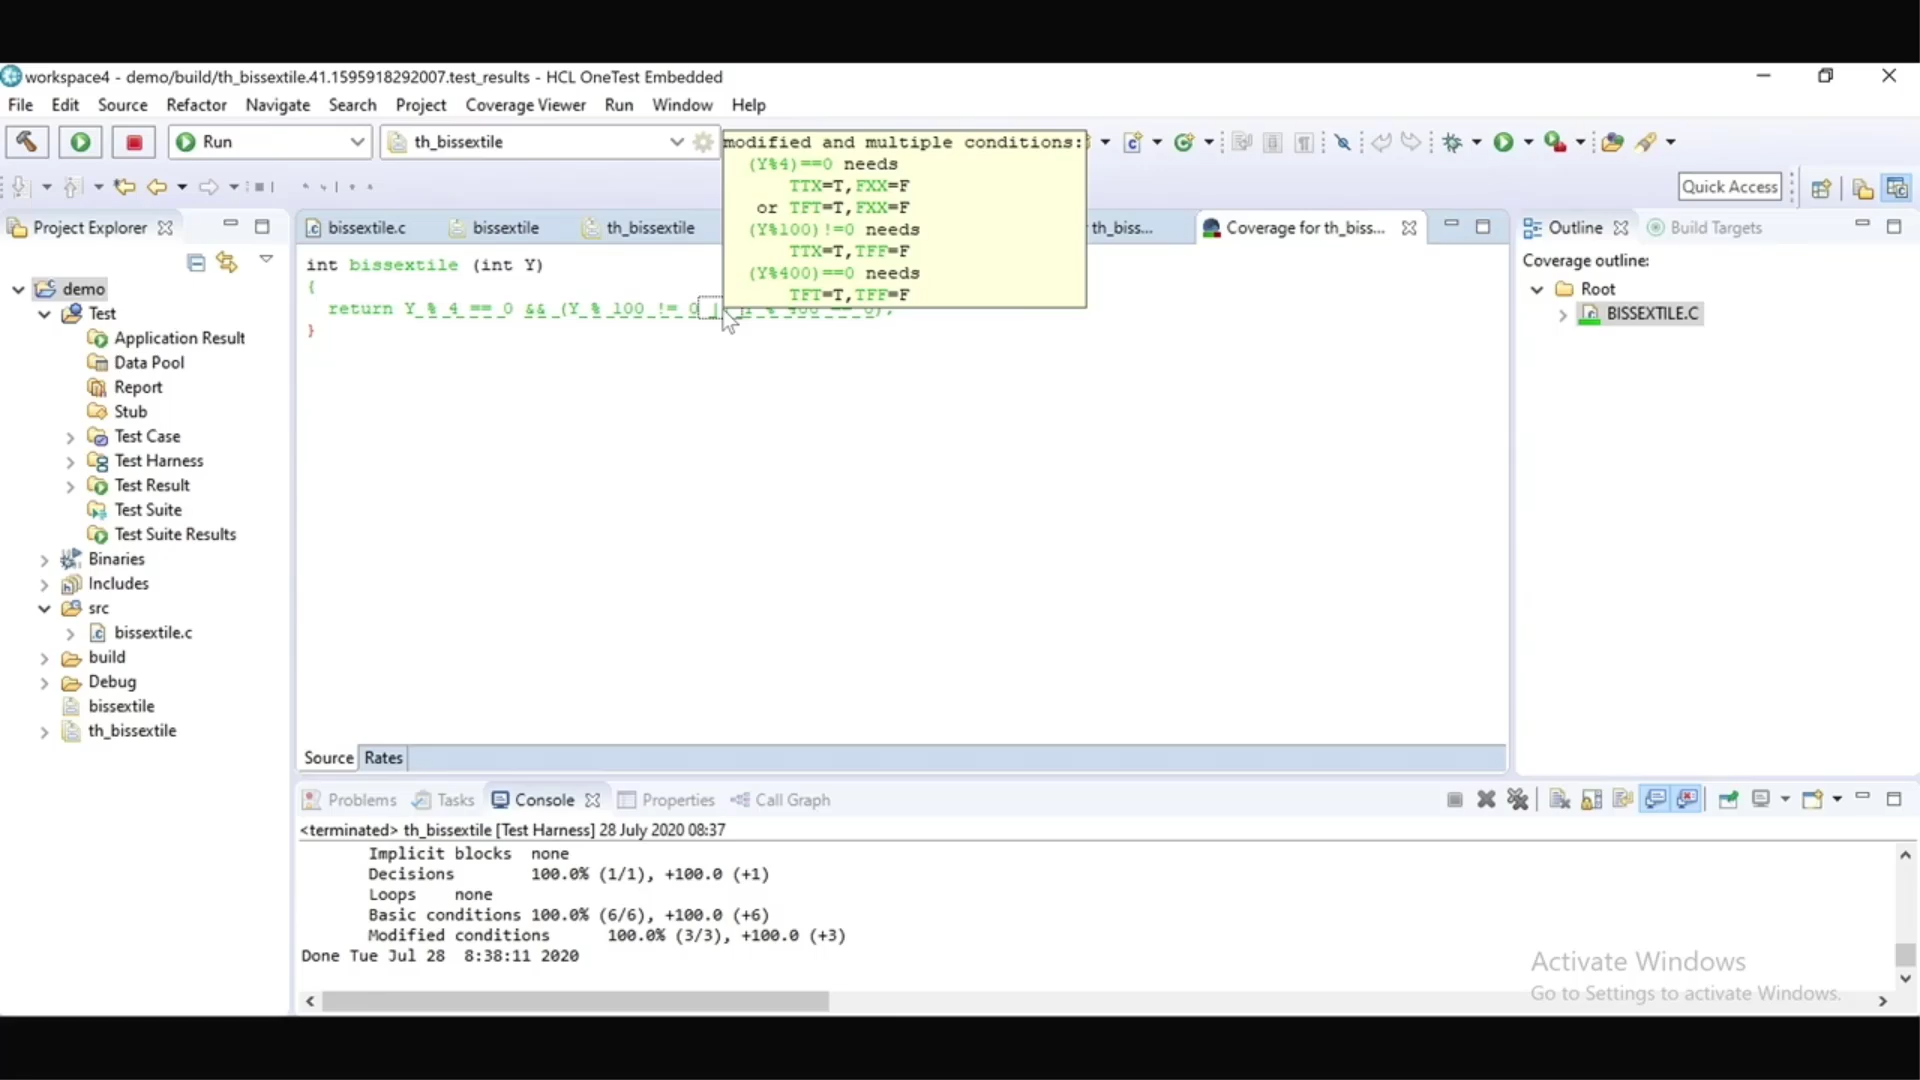 workspace4 - demo/build/th_bissextile.41.1595918292007.test_results - HCL OneTest Embedded
File Edit Source Refactor Navigate Search Project Coverage Viewer Run Window Help
Run
th_bissextile
Quick Access
modified and multiple conditions:
(Y%4)==0 needs
TTX=T,FXX=F
or TFT=T,FXX=F
(Y%100)!=0 needs
TTX=T,TFF=F
(Y%400)==0 needs
TFT=T,TFF=F
Project Explorer
bissextile.c
bissextile
th_bissextile
th_biss...
Coverage for th_biss...
Outline
Build Targets
demo
Test
Application Result
Data Pool
Report
Stub
Test Case
Test Harness
Test Result
Test Suite
Test Suite Results
Binaries
Includes
src
bissextile.c
build
Debug
bissextile
th_bissextile
int bissextile (int Y)
{
return Y % 4 == 0 && (Y % 100 != 0 | Y % 400 == 0);
}
Coverage outline:
Root
BISSEXTILE.C
Source Rates
Problems Tasks Console Properties Call Graph
<terminated> th_bissextile [Test Harness] 28 July 2020 08:37
Implicit blocks none
Decisions 100.0% (1/1), +100.0 (+1)
Loops none
Basic conditions 100.0% (6/6), +100.0 (+6)
Modified conditions 100.0% (3/3), +100.0 (+3)
Done Tue Jul 28 8:38:11 2020
Activate Windows
Go to Settings to activate Windows.